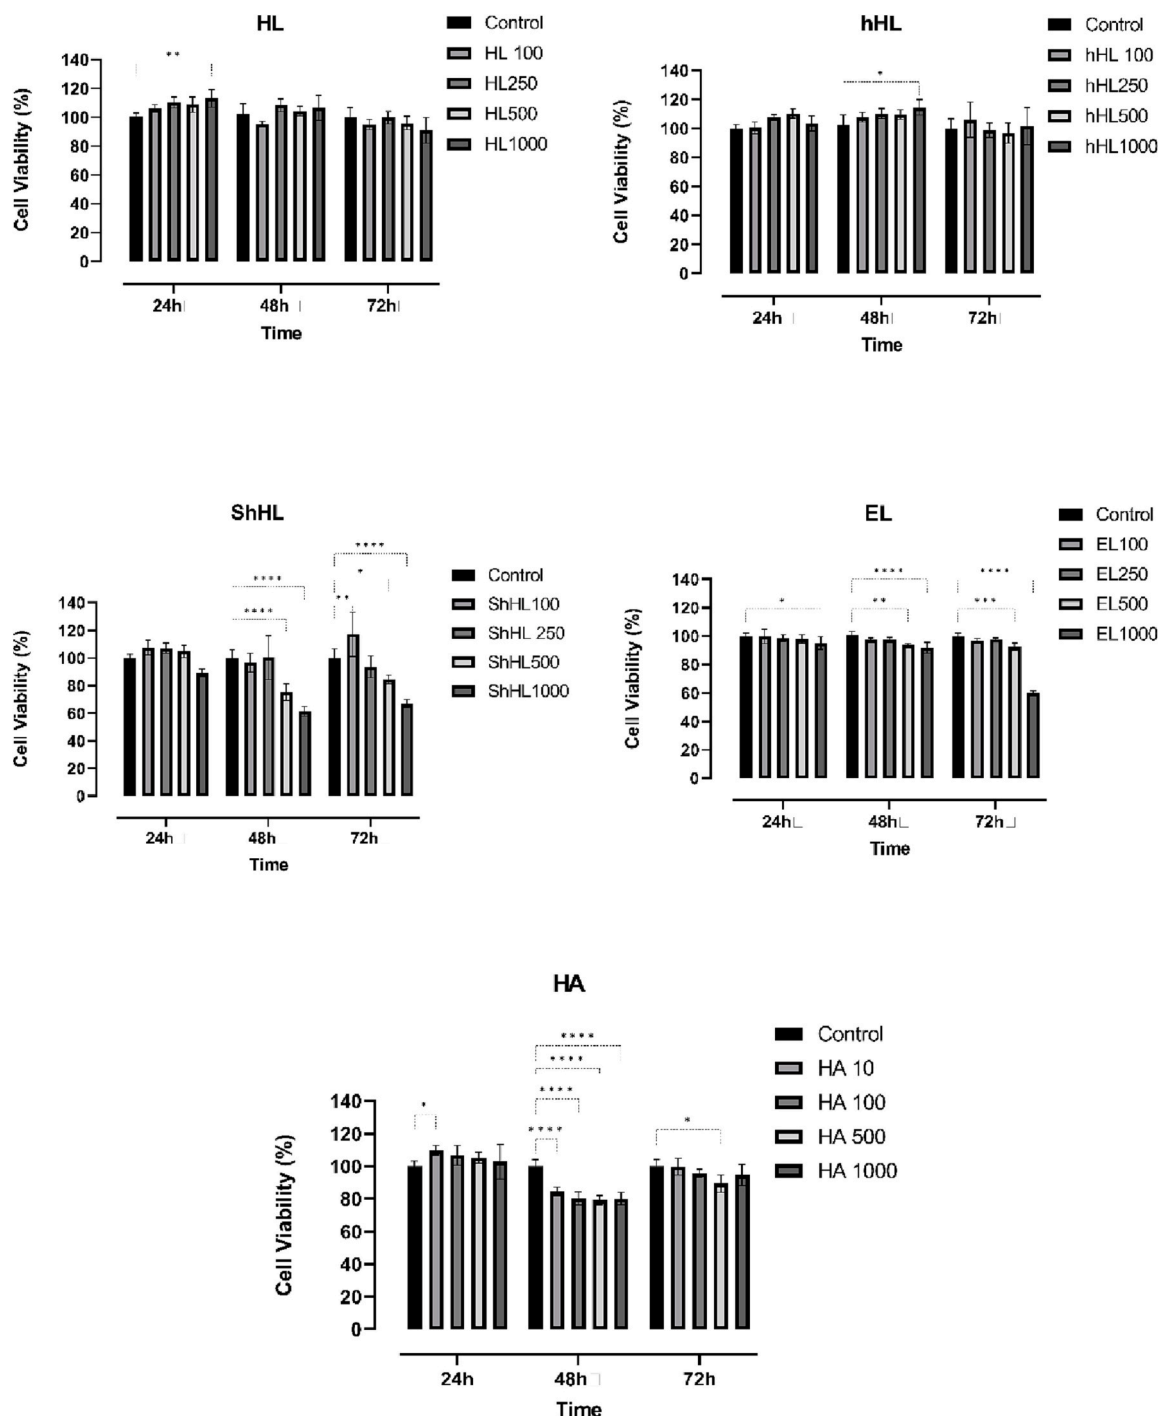 HL
Control
HL 100
HL250
HL500
HL1000
**
140
120
100
80
60
40
20
0
Cell Viability (%)
24h
48h
72h
Time
hHL
Control
hHL 100
hHL250
hHL500
hHL1000
*
140
120
100
80
60
40
20
0
Cell Viability (%)
24h
48h
72h
Time
ShHL
Control
ShHL100
ShHL 250
ShHL500
ShHL1000
****
****
****
*
**
140
120
100
80
60
40
20
0
Cell Viability (%)
24h
48h
72h
Time
EL
Control
EL100
EL250
EL500
EL1000
*
****
**
****
***
140
120
100
80
60
40
20
0
Cell Viability (%)
24h
48h
72h
Time
HA
Control
HA 10
HA 100
HA 500
HA 1000
*
****
****
****
****
*
140
120
100
80
60
40
20
0
Cell Viability (%)
24h
48h
72h
Time